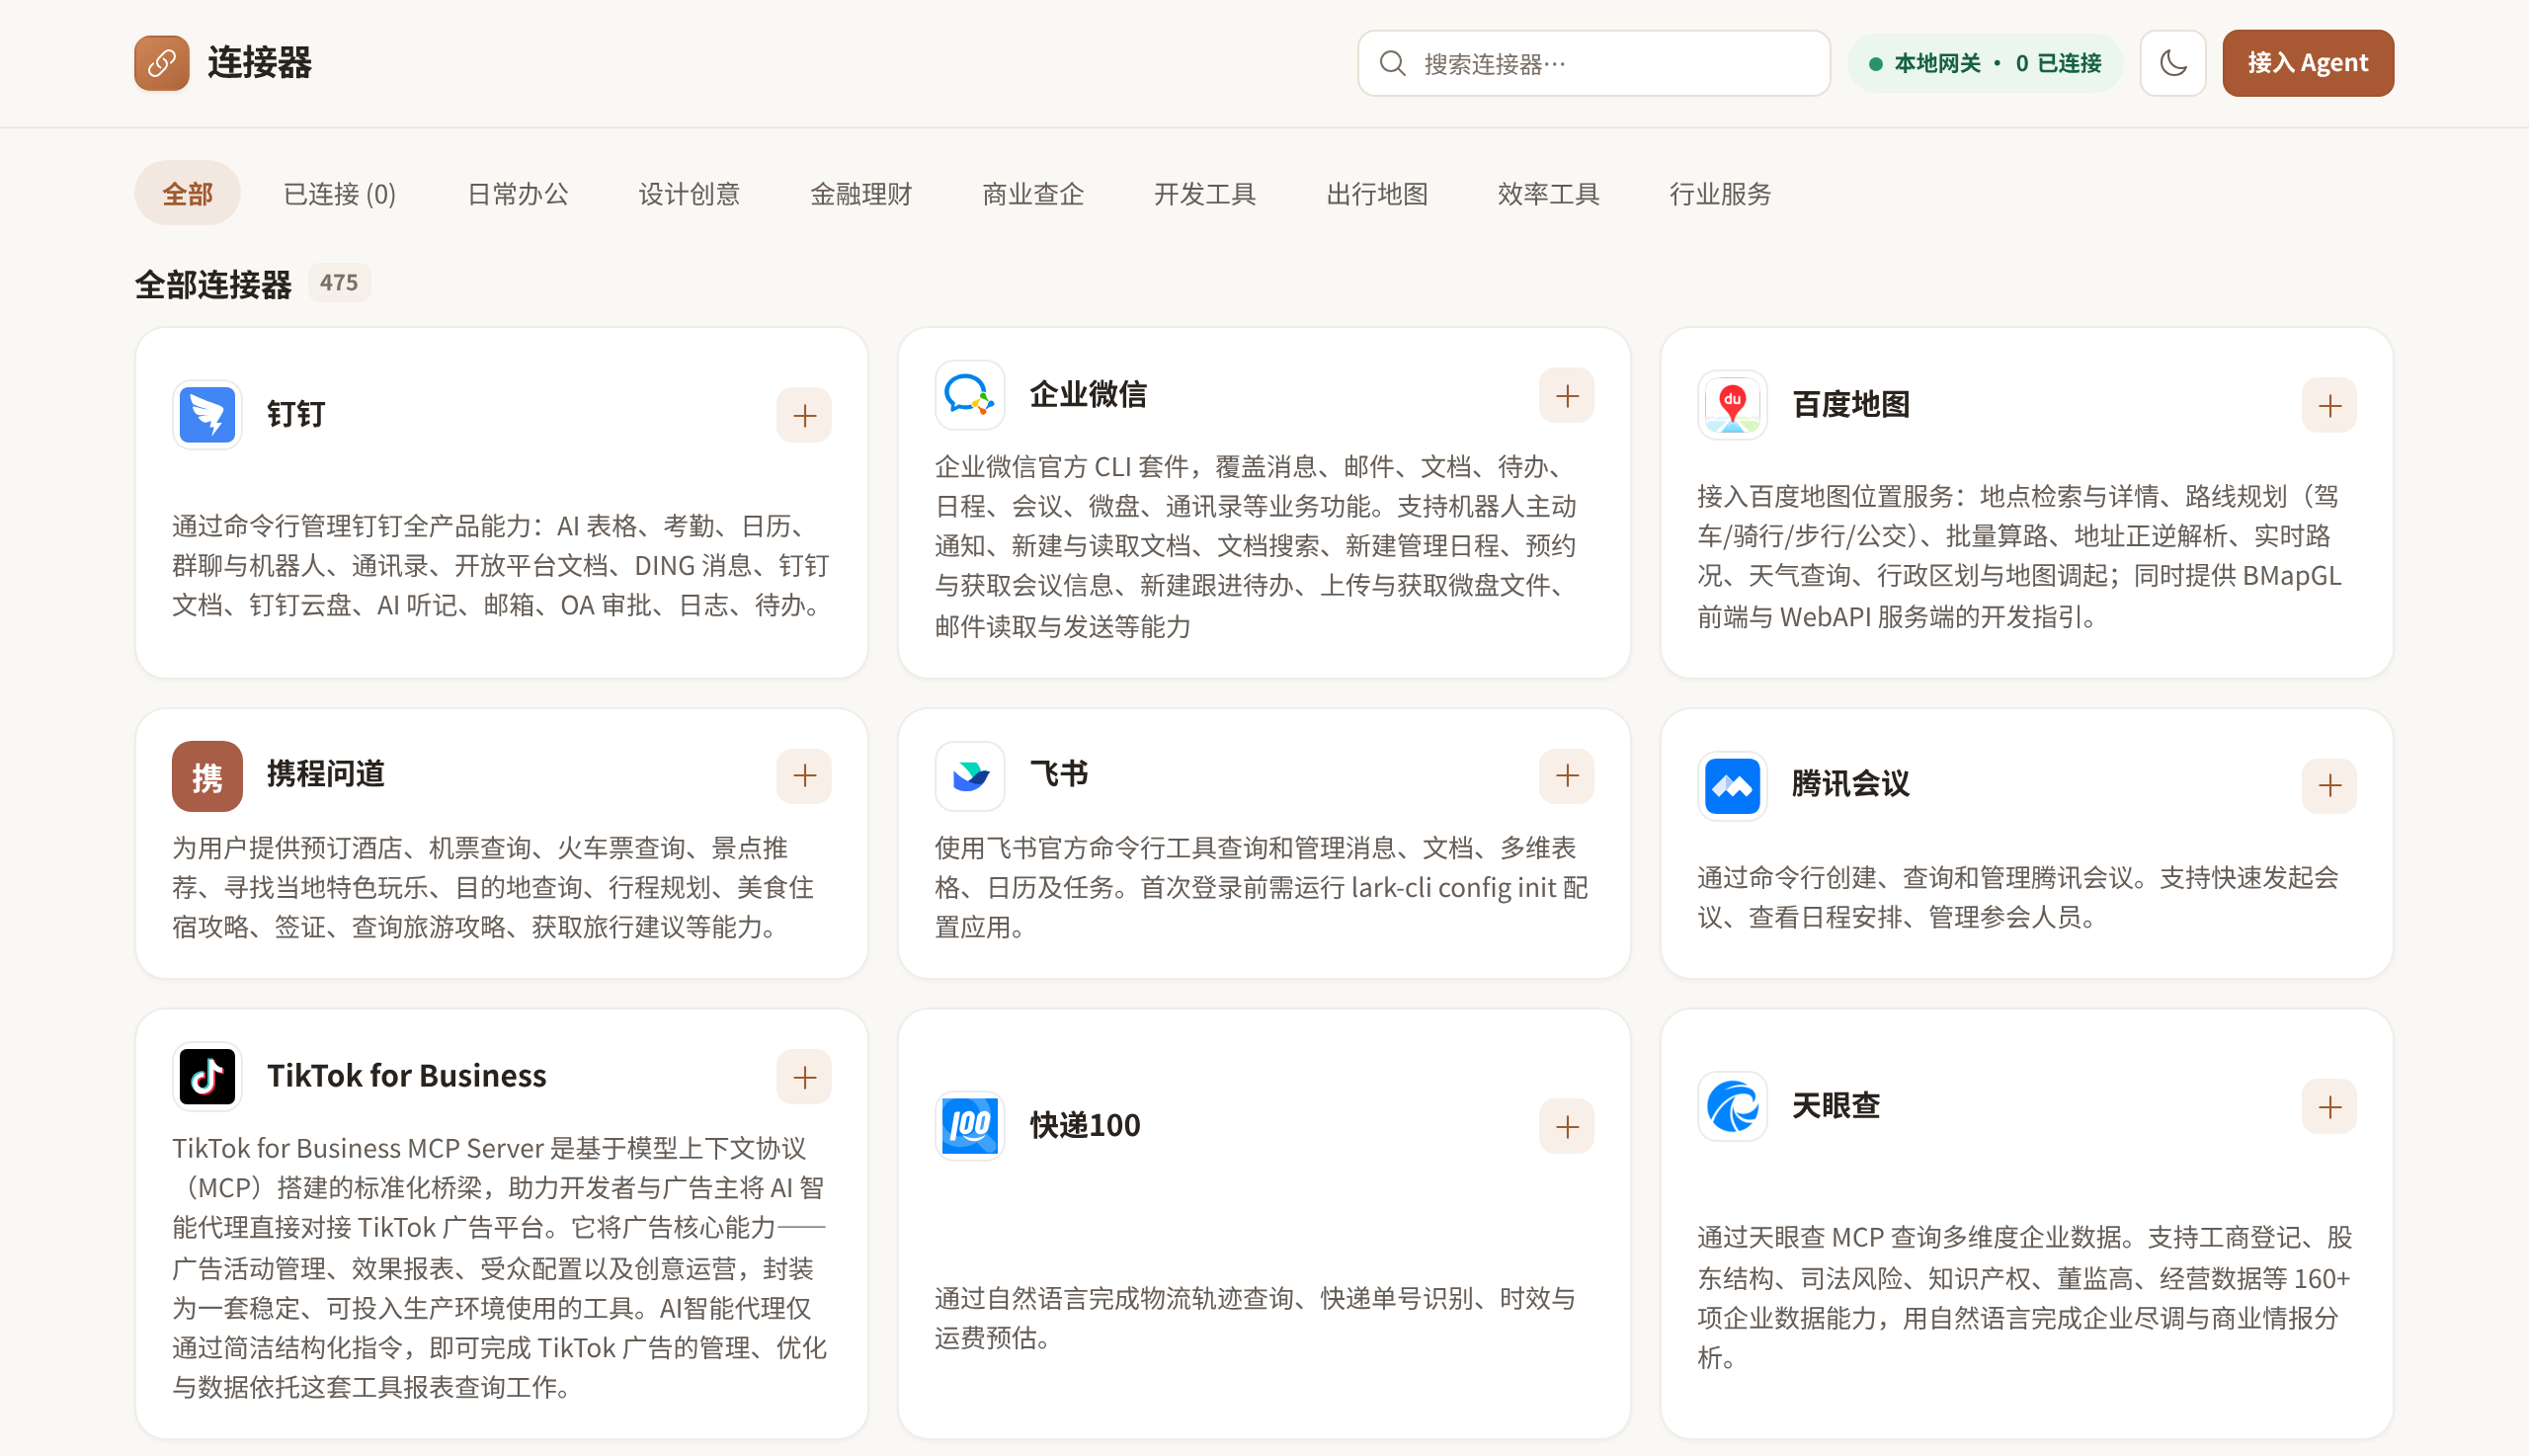 连接器
搜索连接器…
本地网关 · 0 已连接
接入 Agent
全部
已连接 (0)
日常办公
设计创意
金融理财
商业查企
开发工具
出行地图
效率工具
行业服务
全部连接器 475
钉钉
通过命令行管理钉钉全产品能力：AI 表格、考勤、日历、
群聊与机器人、通讯录、开放平台文档、DING 消息、钉钉
文档、钉钉云盘、AI 听记、邮箱、OA 审批、日志、待办。
企业微信
企业微信官方 CLI 套件，覆盖消息、邮件、文档、待办、
日程、会议、微盘、通讯录等业务功能。支持机器人主动
通知、新建与读取文档、文档搜索、新建管理日程、预约
与获取会议信息、新建跟进待办、上传与获取微盘文件、
邮件读取与发送等能力
du
百度地图
接入百度地图位置服务：地点检索与详情、路线规划（驾
车/骑行/步行/公交）、批量算路、地址正逆解析、实时路
况、天气查询、行政区划与地图调起；同时提供 BMapGL
前端与 WebAPI 服务端的开发指引。
携
携程问道
为用户提供预订酒店、机票查询、火车票查询、景点推
荐、寻找当地特色玩乐、目的地查询、行程规划、美食住
宿攻略、签证、查询旅游攻略、获取旅行建议等能力。
飞书
使用飞书官方命令行工具查询和管理消息、文档、多维表
格、日历及任务。首次登录前需运行 lark-cli config init 配
置应用。
腾讯会议
通过命令行创建、查询和管理腾讯会议。支持快速发起会
议、查看日程安排、管理参会人员。
TikTok for Business
TikTok for Business MCP Server 是基于模型上下文协议
（MCP）搭建的标准化桥梁，助力开发者与广告主将 AI 智
能代理直接对接 TikTok 广告平台。它将广告核心能力——
广告活动管理、效果报表、受众配置以及创意运营，封装
为一套稳定、可投入生产环境使用的工具。AI智能代理仅
通过简洁结构化指令，即可完成 TikTok 广告的管理、优化
与数据依托这套工具报表查询工作。
100
快递100
通过自然语言完成物流轨迹查询、快递单号识别、时效与
运费预估。
天眼查
通过天眼查 MCP 查询多维度企业数据。支持工商登记、股
东结构、司法风险、知识产权、董监高、经营数据等 160+
项企业数据能力，用自然语言完成企业尽调与商业情报分
析。